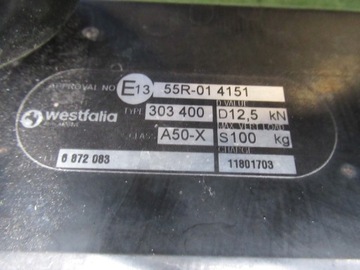 APPROVAL NO E13 55R-01 4151
westfalia TYPE 303 400 D VALUE D12,5 kN
CLASS A50-X MAX. VERT LOAD S100 kg
6 872 083 CHARGE 11801703